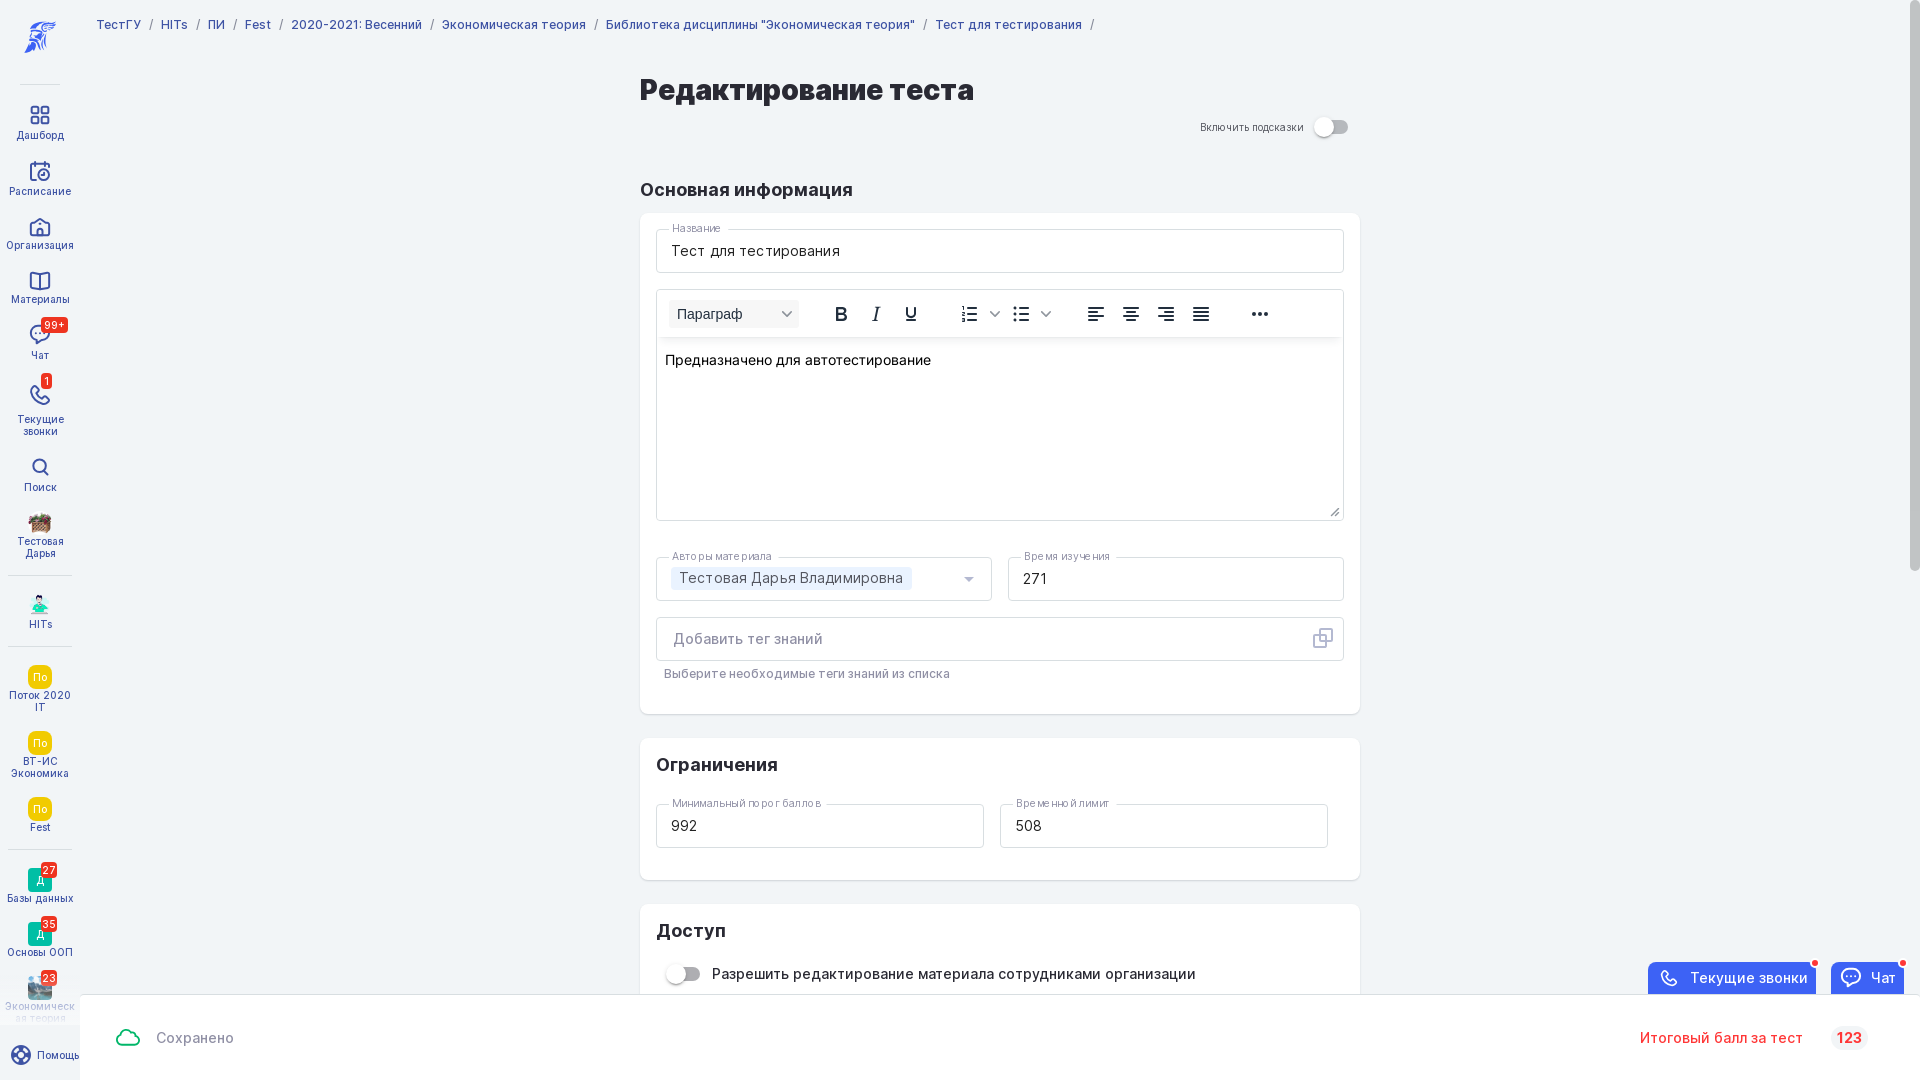 ТестГУ / HITs / ПИ / Fest / 2020-2021: Весенний / Экономическая теория / Библиотека дисциплины "Экономическая теория" / Тест для тестирования /
Дашборд
Расписание
Организация
Материалы
99+
Чат
1
Текущие
звонки
Поиск
Тестовая
Дарья
HITs
По
Поток 2020
IT
По
ВТ-ИС
Экономика
По
Fest
27
Д
Базы данных
35
Д
Основы ООП
23
Экономическ
ая теория
Помощь
Редактирование теста
Включить подсказки
Основная информация
Название
Тест для тестирования
Параграф
Предназначено для автотестирование
Авторы материала
Тестовая Дарья Владимировна
Время изучения
271
Добавить тег знаний
Выберите необходимые теги знаний из списка
Ограничения
Минимальный порог баллов
992
Временной лимит
508
Доступ
Разрешить редактирование материала сотрудниками организации
Текущие звонки
Чат
Сохранено
Итоговый балл за тест 123